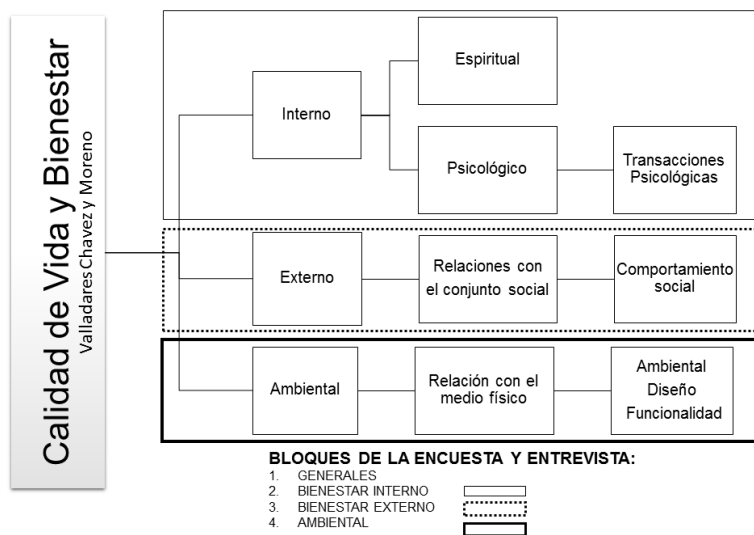 Calidad de Vida y Bienestar
Valladares Chavez y Moreno
Interno
Espiritual
Psicológico
Transacciones
Psicológicas
Externo
Relaciones con
el conjunto social
Comportamiento
social
Ambiental
Relación con el
medio físico
Ambiental
Diseño
Funcionalidad
BLOQUES DE LA ENCUESTA Y ENTREVISTA:
1. GENERALES
2. BIENESTAR INTERNO
3. BIENESTAR EXTERNO
4. AMBIENTAL